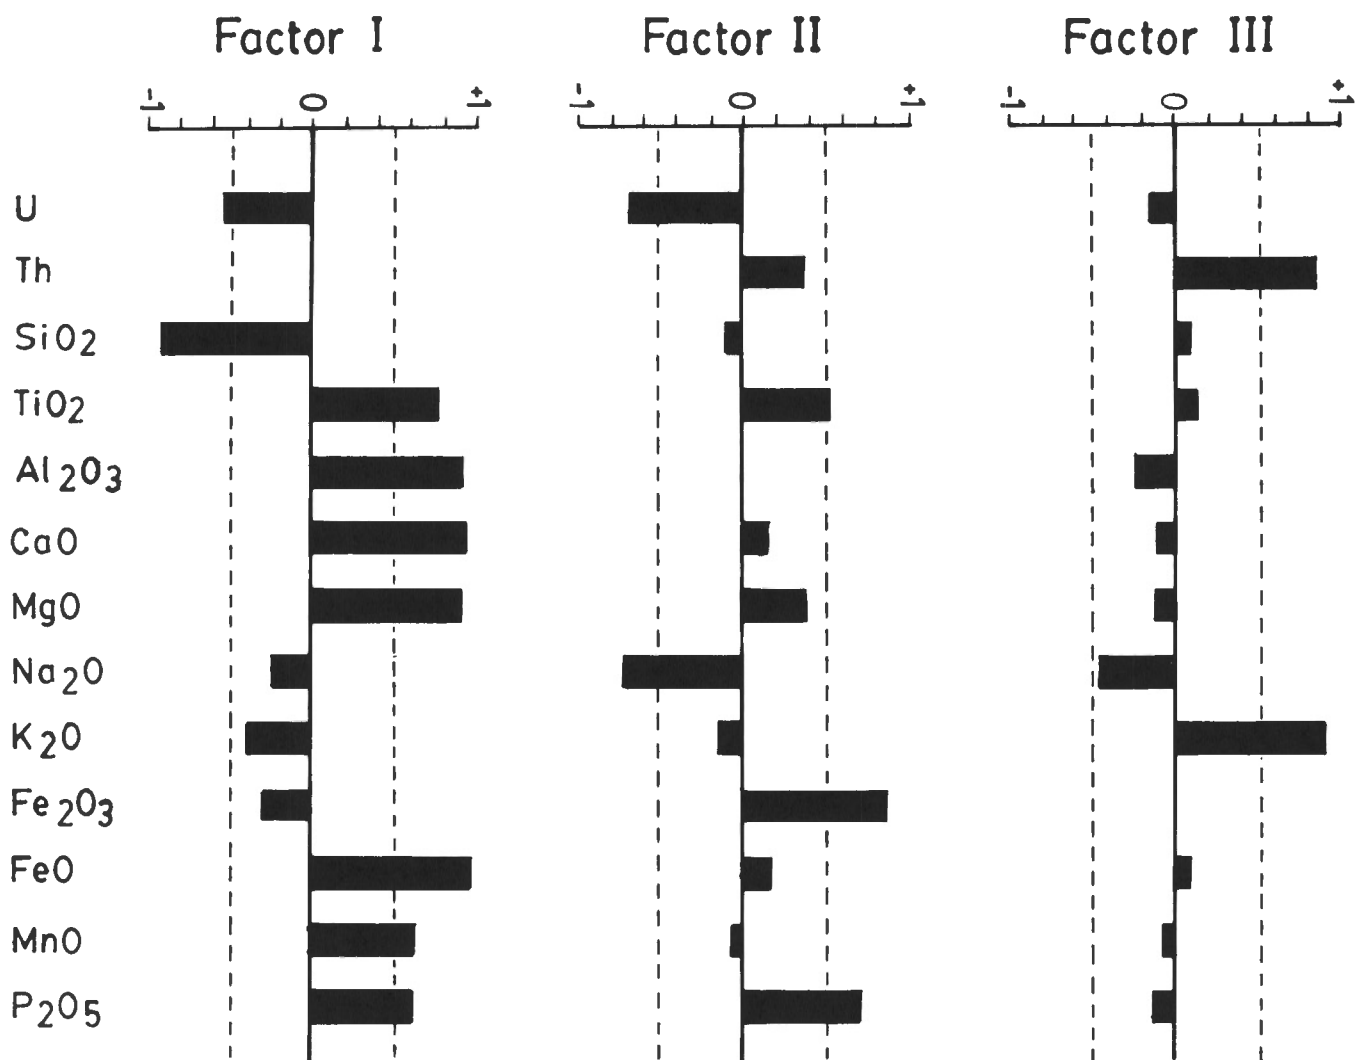 Factor I Factor II Factor III
-1 0 +1 -1 0 +1 -1 0 +1
U
Th
SiO2
TiO2
Al2O3
CaO
MgO
Na2O
K2O
Fe2O3
FeO
MnO
P2O5